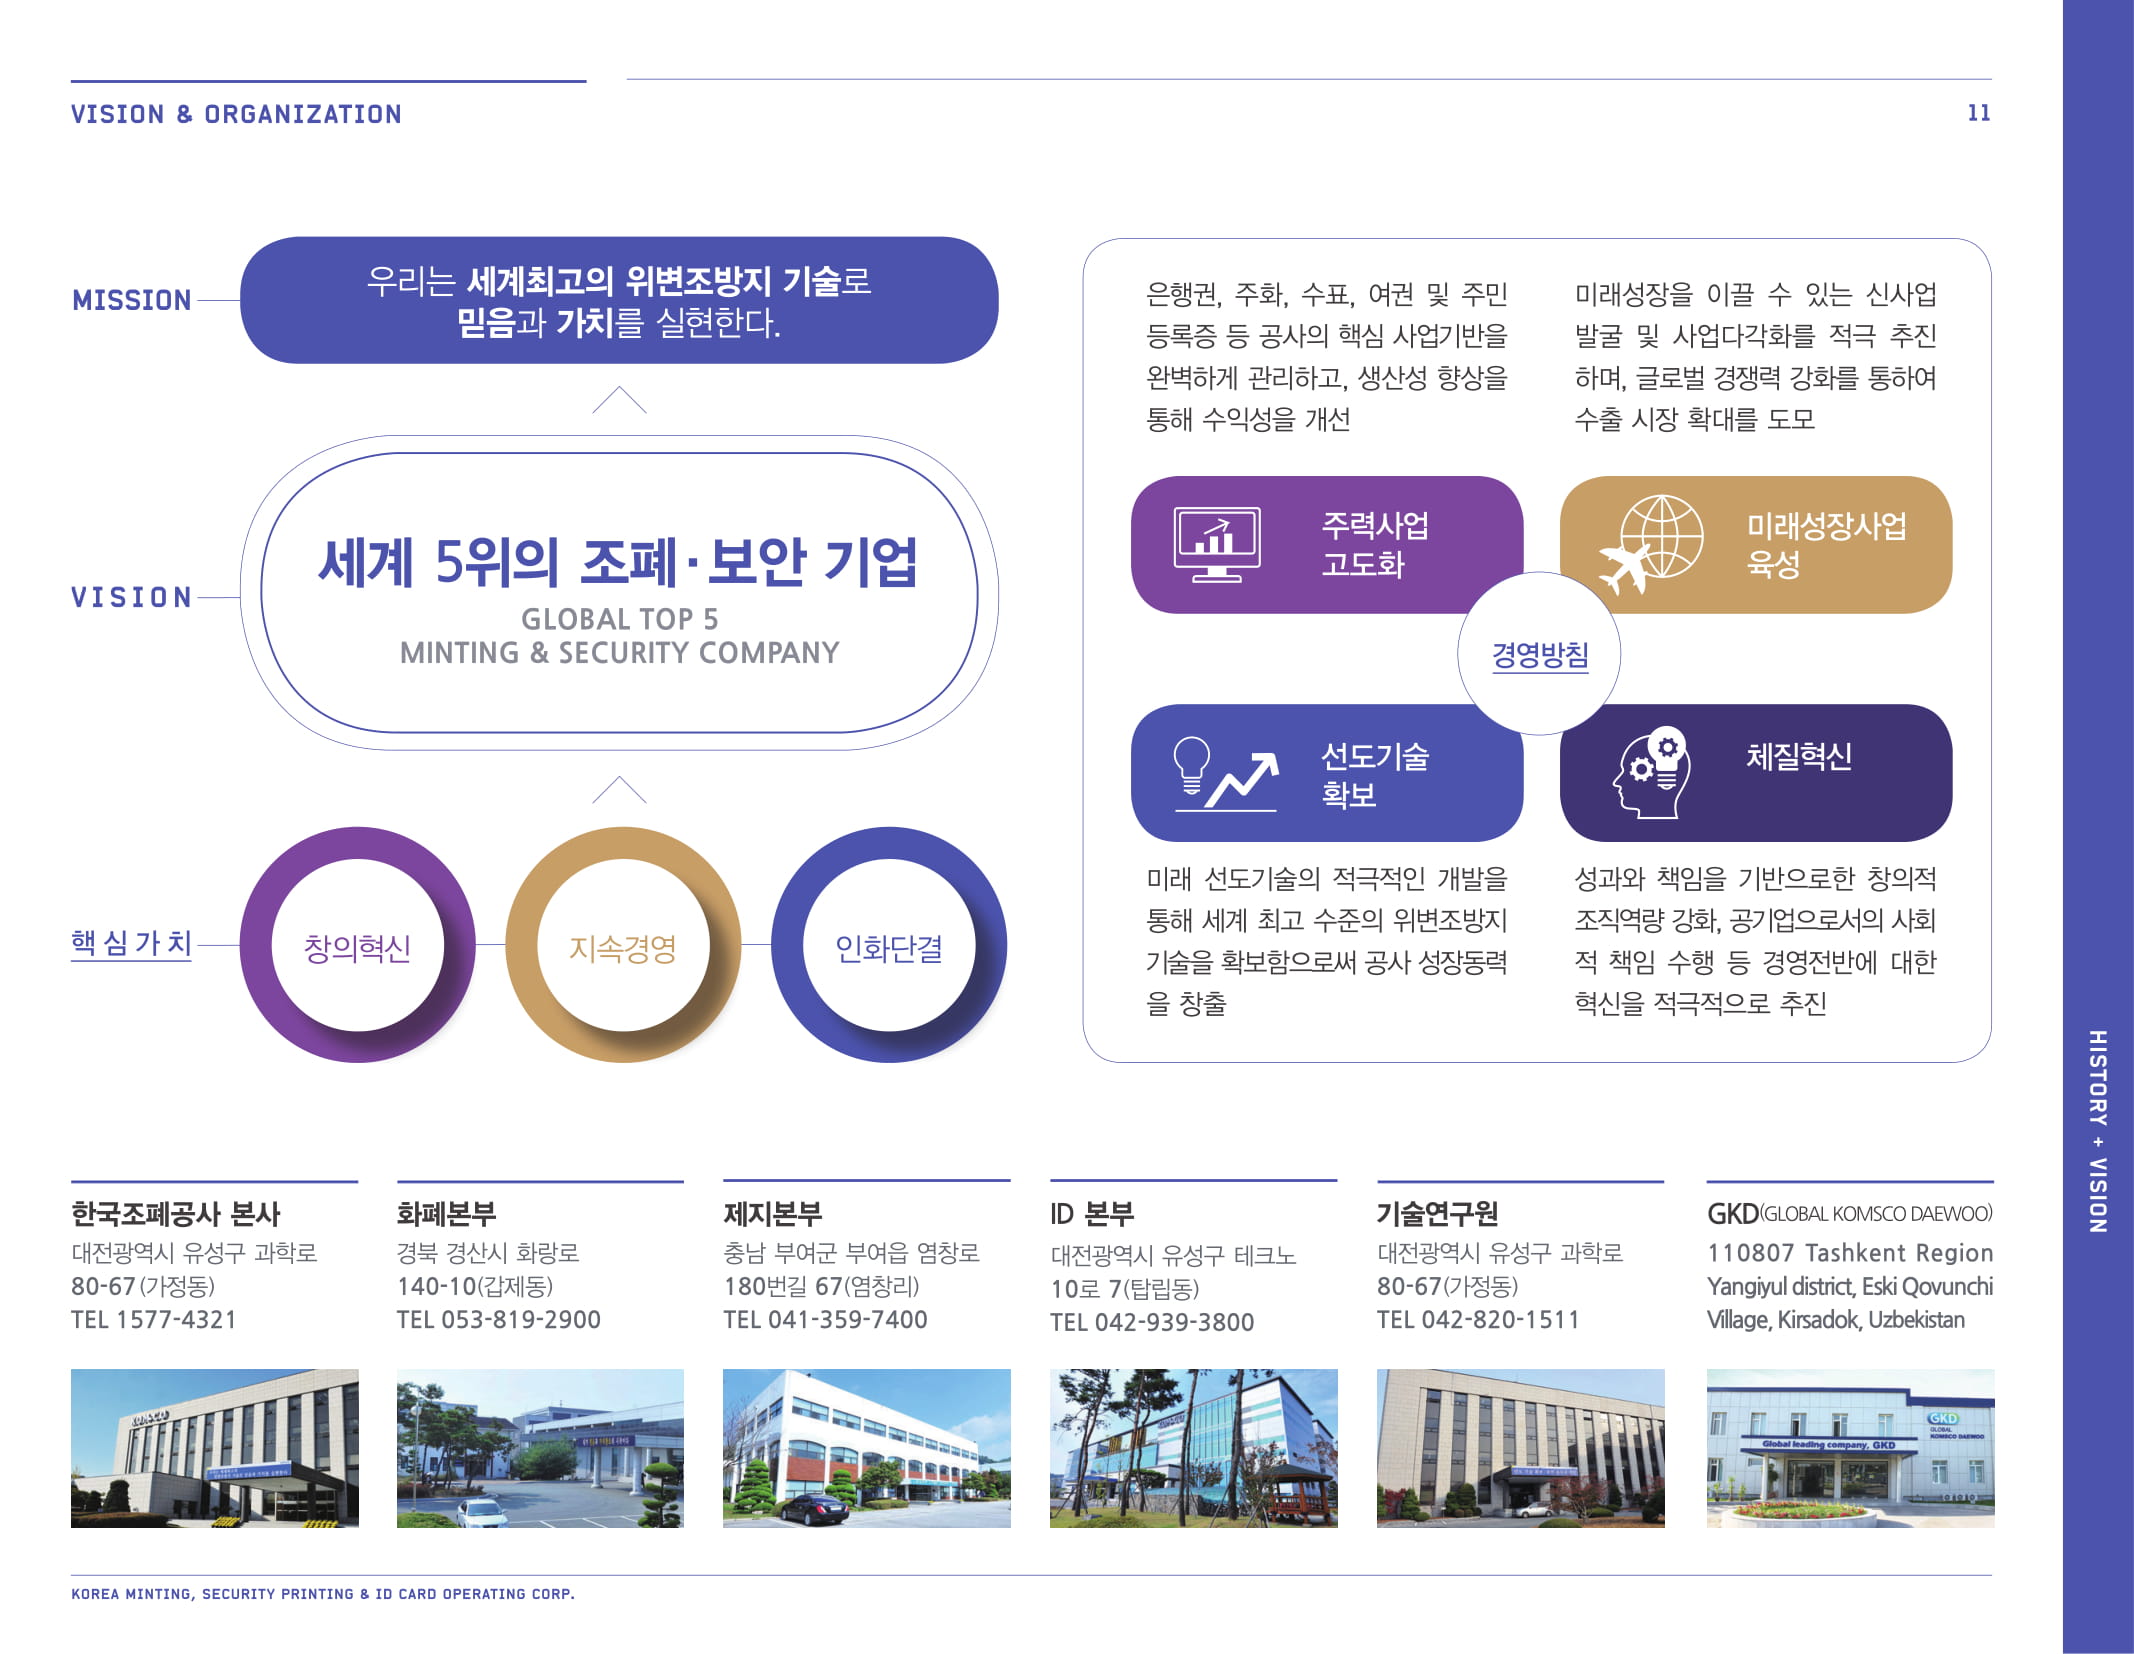 VISION & ORGANIZATION
11
MISSION
우리는 세계최고의 위변조방지 기술로
믿음과 가치를 실현한다.
VISION
세계 5위의 조폐·보안 기업
GLOBAL TOP 5
MINTING & SECURITY COMPANY
핵심가치
창의혁신
지속경영
인화단결
은행권, 주화, 수표, 여권 및 주민
등록증 등 공사의 핵심 사업기반을
완벽하게 관리하고, 생산성 향상을
통해 수익성을 개선
미래성장을 이끌 수 있는 신사업
발굴 및 사업다각화를 적극 추진
하며, 글로벌 경쟁력 강화를 통하여
수출 시장 확대를 도모
주력사업
고도화
미래성장사업
육성
경영방침
선도기술
확보
체질혁신
미래 선도기술의 적극적인 개발을
통해 세계 최고 수준의 위변조방지
기술을 확보함으로써 공사 성장동력
을 창출
성과와 책임을 기반으로한 창의적
조직역량 강화, 공기업으로서의 사회
적 책임 수행 등 경영전반에 대한
혁신을 적극적으로 추진
HISTORY + VISION
한국조폐공사 본사
대전광역시 유성구 과학로
80-67(가정동)
TEL 1577-4321
화폐본부
경북 경산시 화랑로
140-10(갑제동)
TEL 053-819-2900
제지본부
충남 부여군 부여읍 염창로
180번길 67(염창리)
TEL 041-359-7400
ID 본부
대전광역시 유성구 테크노
10로 7(탑립동)
TEL 042-939-3800
기술연구원
대전광역시 유성구 과학로
80-67(가정동)
TEL 042-820-1511
GKD(GLOBAL KOMSCO DAEWOO)
110807 Tashkent Region
Yangiyul district, Eski Qovunchi
Village, Kirsadok, Uzbekistan
KOMSCO
GKD
GLOBAL
KOMSCO DAEWOO
Global leading company, GKD
KOREA MINTING, SECURITY PRINTING & ID CARD OPERATING CORP.